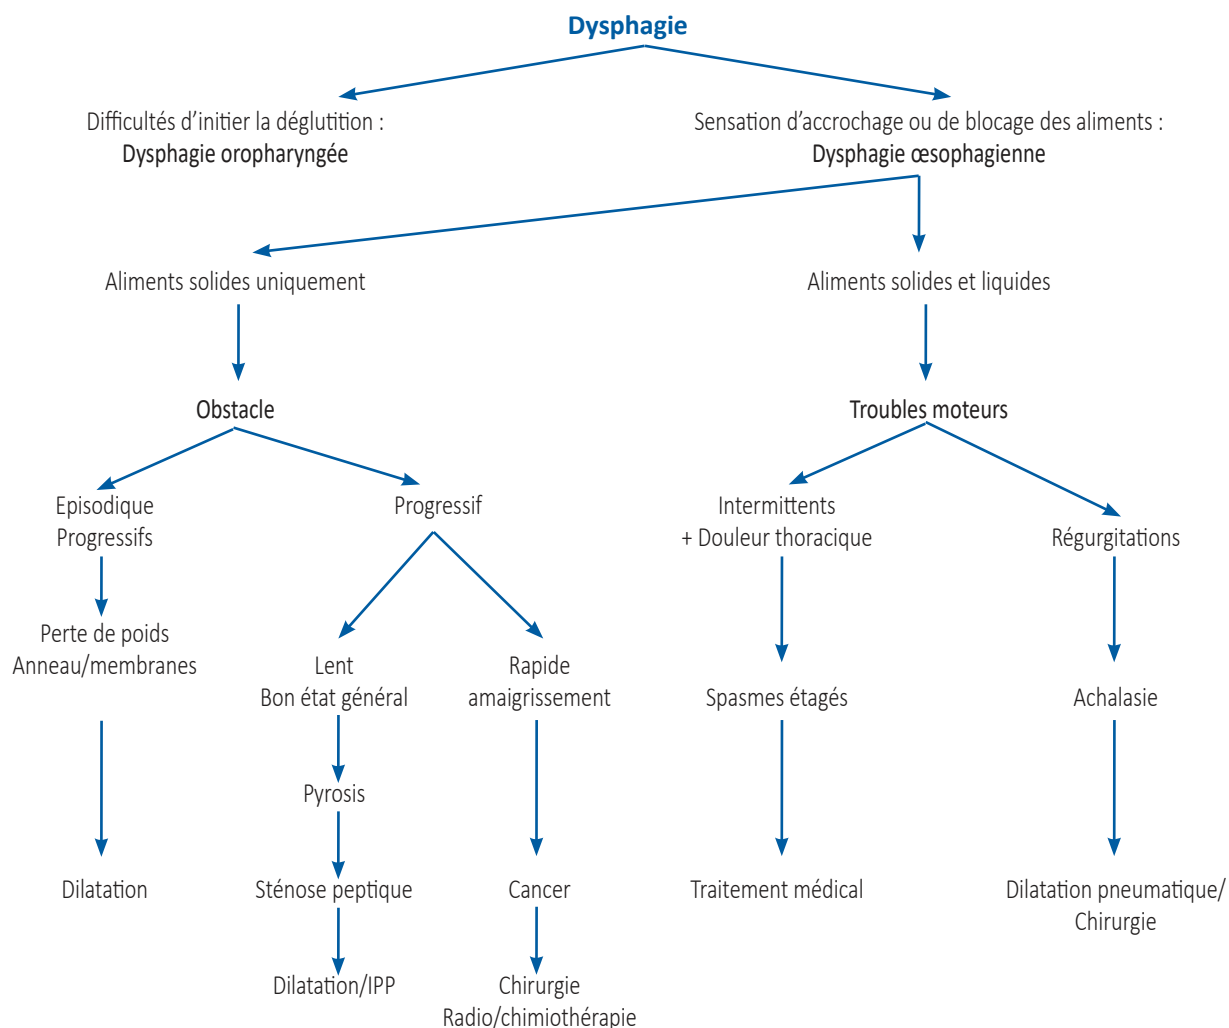 Dysphagie
Difficultés d’initier la déglutition :
Dysphagie oropharyngée
Sensation d’accrochage ou de blocage des aliments :
Dysphagie œsophagienne
Aliments solides uniquement
Aliments solides et liquides
Obstacle
Troubles moteurs
Episodique
Progressifs
Progressif
Intermittents
+ Douleur thoracique
Régurgitations
Perte de poids
Anneau/membranes
Lent
Bon état général
Rapide
amaigrissement
Spasmes étagés
Achalasie
Pyrosis
Dilatation
Sténose peptique
Cancer
Traitement médical
Dilatation pneumatique/
Chirurgie
Dilatation/IPP
Chirurgie
Radio/chimiothérapie